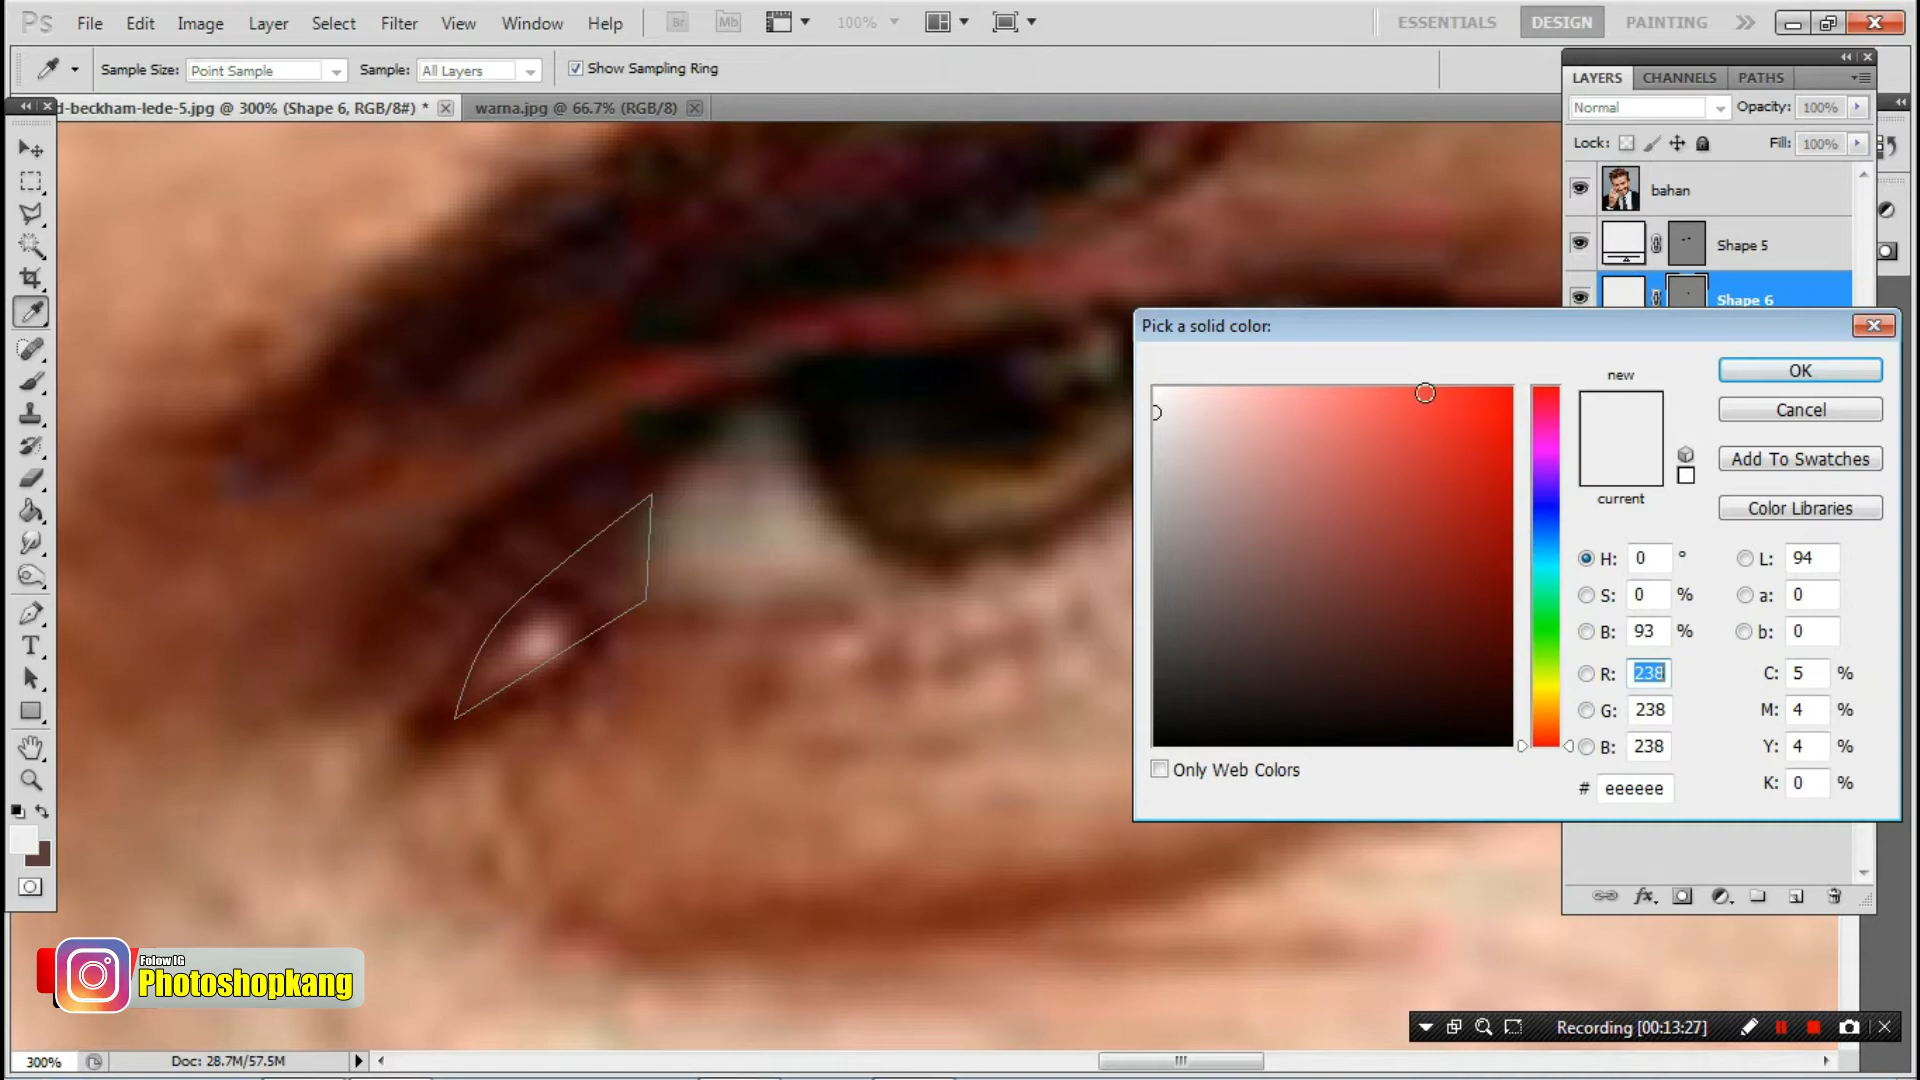 Ps File Edit Image Layer Select Filter View Window Help Br Mb 100% ESSENTIALS DESIGN PAINTING
Sample Size: Point Sample Sample: All Layers Show Sampling Ring
d-beckham-lede-5.jpg @ 300% (Shape 6, RGB/8#) * warna.jpg @ 66.7% (RGB/8)
LAYERS CHANNELS PATHS
Normal Opacity: 100%
Lock: Fill: 100%
bahan
Shape 5
Shape 6
Pick a solid color:
new
current
OK
Cancel
Add To Swatches
Color Libraries
H: 0 ° L: 94
S: 0 % a: 0
B: 93 % b: 0
R: 238 C: 5 %
G: 238 M: 4 %
B: 238 Y: 4 %
# eeeeee K: 0 %
Only Web Colors
T
fx
Folow IG
Photoshopkang
Recording [00:13:27]
300% Doc: 28.7M/57.5M